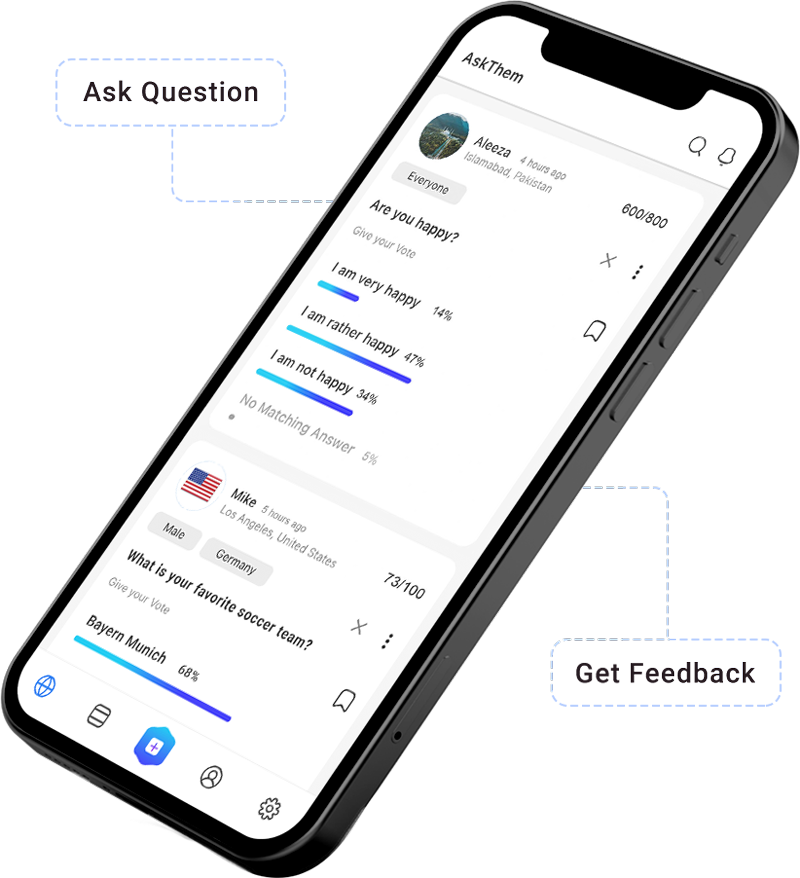 Ask Question
AskThem
Aleeza 4 hours ago
Islamabad, Pakistan
Everyone
600/800
Are you happy?
Give your Vote
I am very happy 14%
I am rather happy 47%
I am not happy 34%
No Matching Answer 5%
Mike 5 hours ago
Los Angeles, United States
Male Germany
73/100
What is your favorite soccer team?
Give your Vote
Bayern Munich 68%
Get Feedback